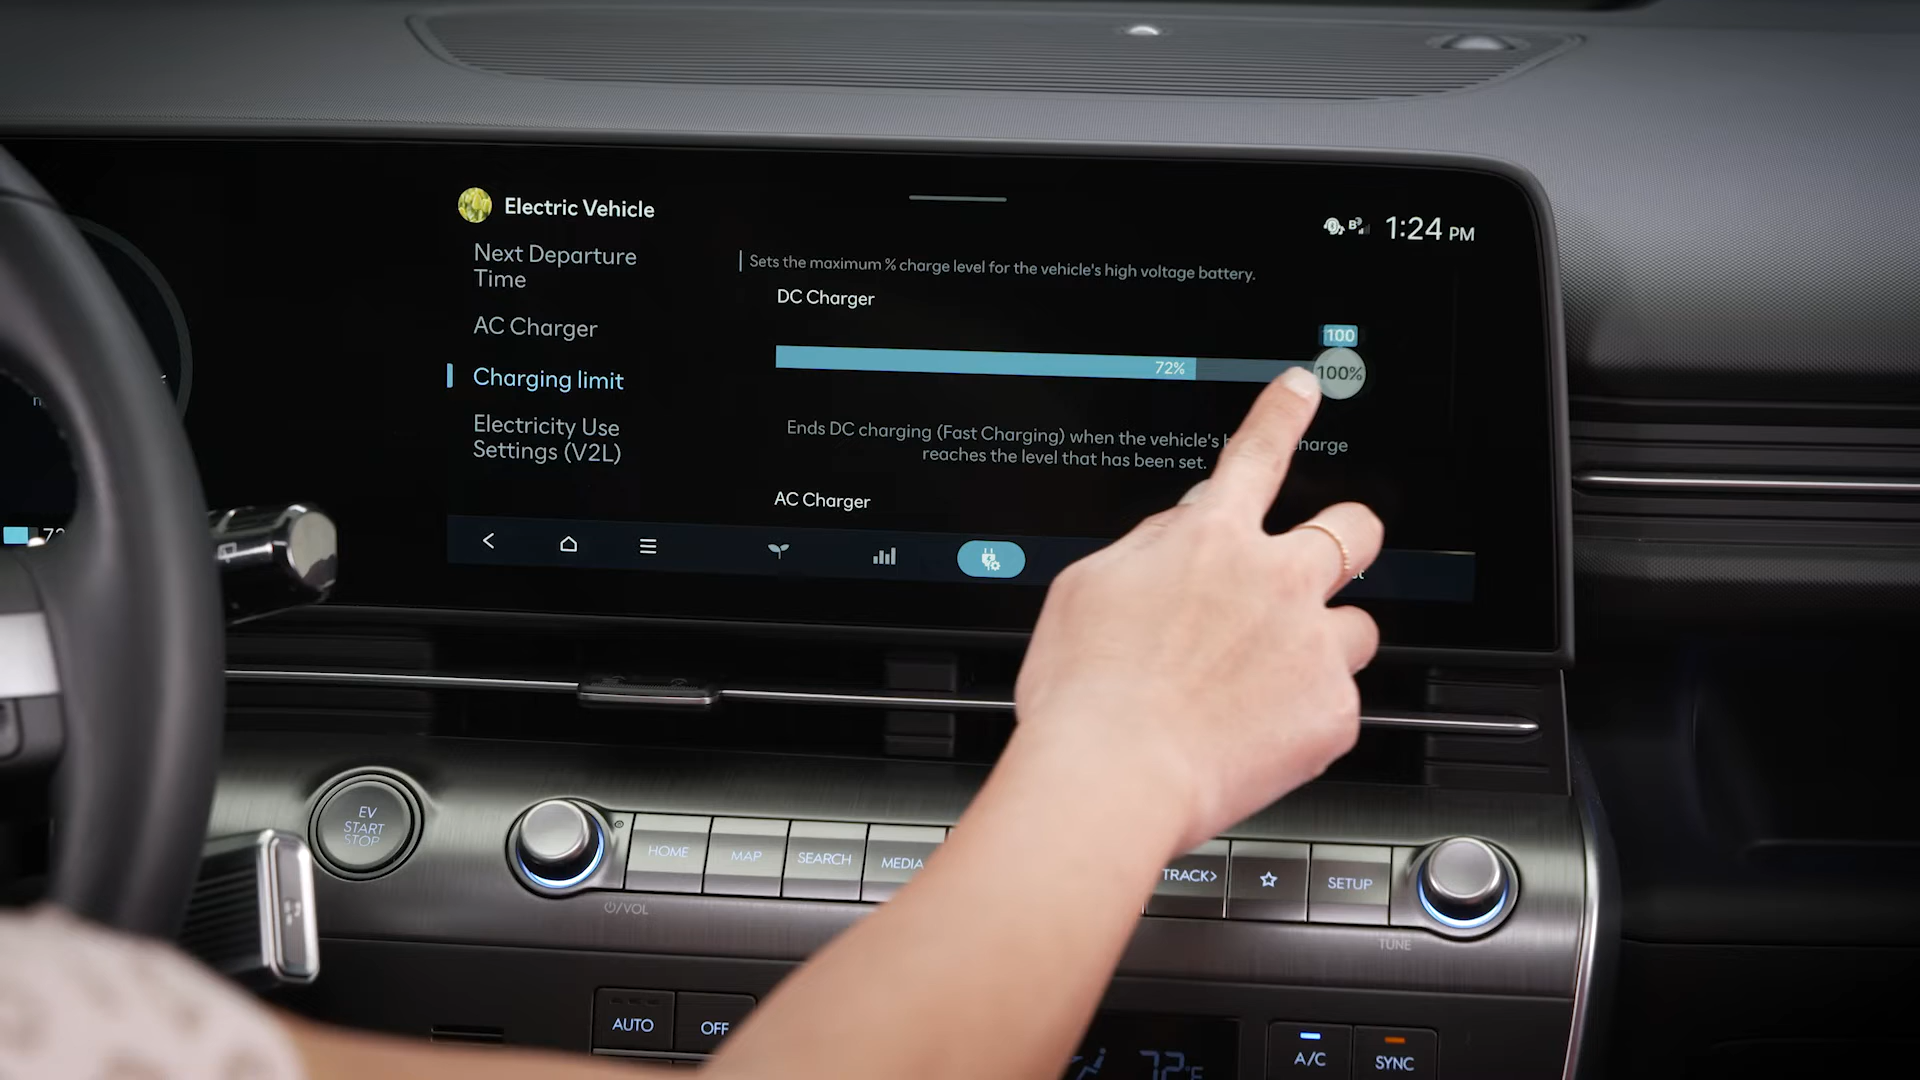 Electric Vehicle
1:24 PM
Next Departure
Time
AC Charger
Charging limit
Electricity Use
Settings (V2L)
Sets the maximum % charge level for the vehicle's high voltage battery.
DC Charger
100
72%
100%
Ends DC charging (Fast Charging) when the vehicle's
harge
reaches the level that has been set.
AC Charger
72
EV
START
STOP
HOME
MAP
SEARCH
MEDIA
TRACK>
SETUP
VOL
TUNE
AUTO
OFF
72°F
A/C
SYNC